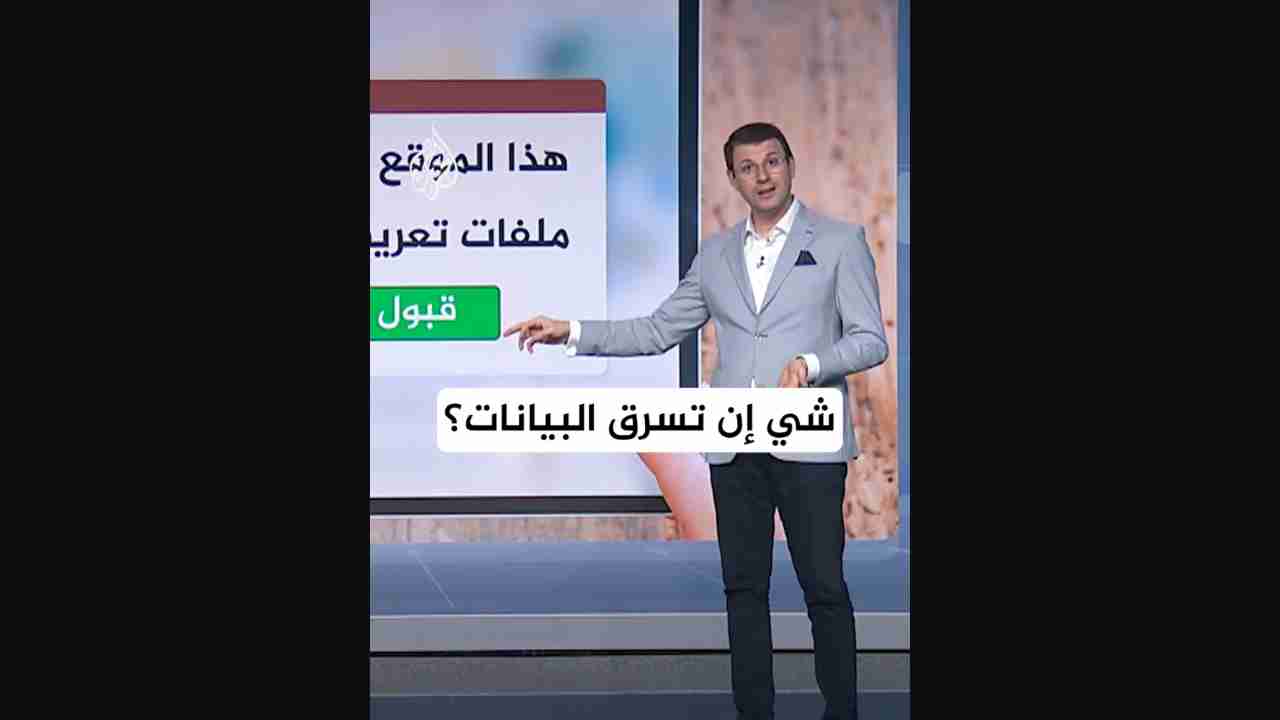 هذا الموقع
ملفات تعريف
قبول
شي إن تسرق البيانات؟